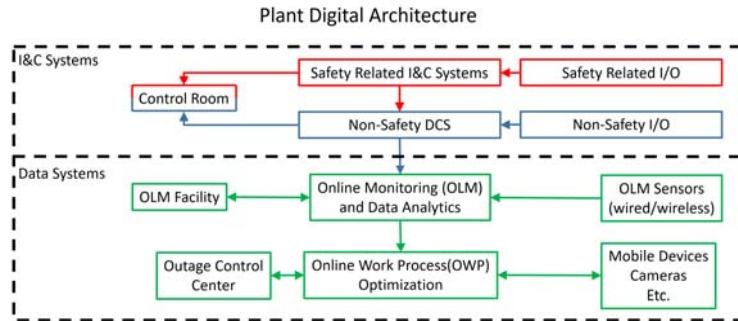 Plant Digital Architecture
I&C Systems
Safety Related I&C Systems
Safety Related I/O
Control Room
Non-Safety DCS
Non-Safety I/O
Data Systems
OLM Facility
Online Monitoring (OLM)
and Data Analytics
OLM Sensors
(wired/wireless)
Outage Control
Center
Online Work Process(OWP)
Optimization
Mobile Devices
Cameras
Etc.